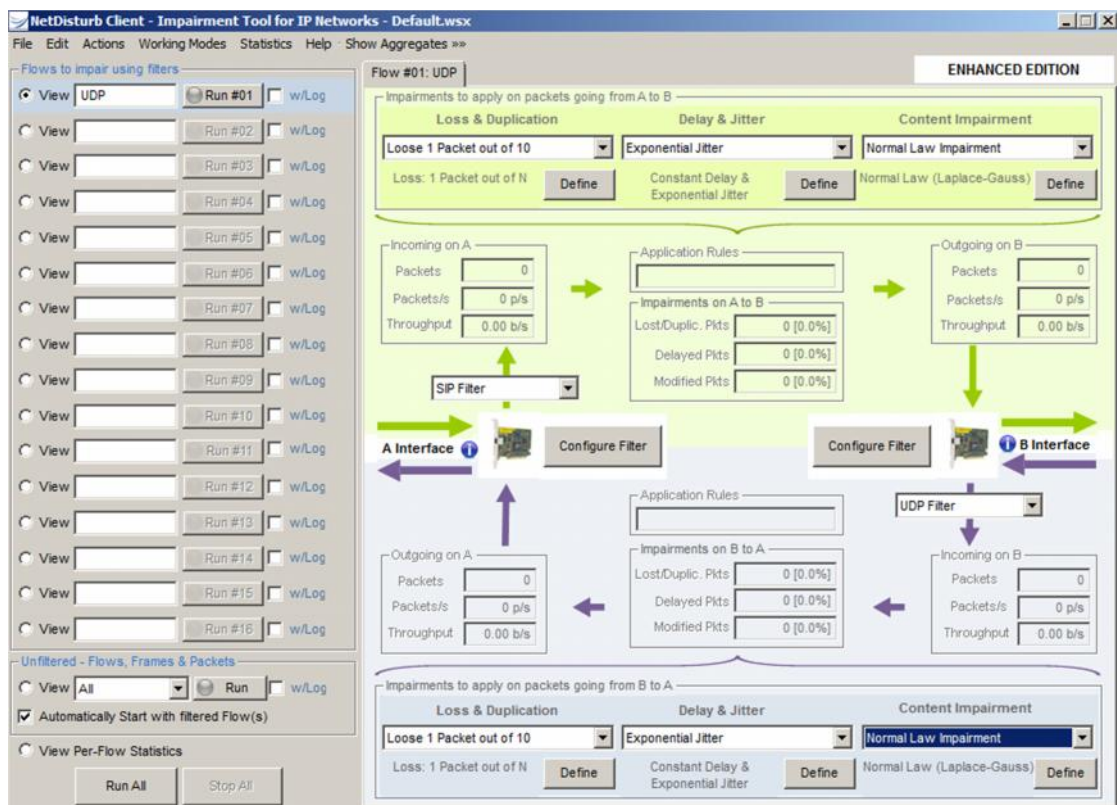 NetDisturb Client - Impairment Tool for IP Networks - Default.wsx
File Edit Actions Working Modes Statistics Help Show Aggregates »»
Flows to impair using filters
View UDP Run #01 w/Log
View Run #02 w/Log
View Run #03 w/Log
View Run #04 w/Log
View Run #05 w/Log
View Run #06 w/Log
View Run #07 w/Log
View Run #08 w/Log
View Run #09 w/Log
View Run #10 w/Log
View Run #11 w/Log
View Run #12 w/Log
View Run #13 w/Log
View Run #14 w/Log
View Run #15 w/Log
View Run #16 w/Log
Unfiltered - Flows, Frames & Packets
View All Run w/Log
Automatically Start with filtered Flow(s)
View Per-Flow Statistics
Run All Stop All
Flow #01: UDP
ENHANCED EDITION
Impairments to apply on packets going from A to B
Loss & Duplication Delay & Jitter Content Impairment
Loose 1 Packet out of 10 Exponential Jitter Normal Law Impairment
Loss: 1 Packet out of N Define Constant Delay & Exponential Jitter Define Normal Law (Laplace-Gauss) Define
Incoming on A
Packets 0
Packets/s 0 p/s
Throughput 0.00 b/s
Application Rules
Impairments on A to B
Lost/Duplic. Pkts 0 [0.0%]
Delayed Pkts 0 [0.0%]
Modified Pkts 0 [0.0%]
Outgoing on B
Packets 0
Packets/s 0 p/s
Throughput 0.00 b/s
SIP Filter
A Interface Configure Filter
Configure Filter B Interface
UDP Filter
Outgoing on A
Packets 0
Packets/s 0 p/s
Throughput 0.00 b/s
Application Rules
Impairments on B to A
Lost/Duplic. Pkts 0 [0.0%]
Delayed Pkts 0 [0.0%]
Modified Pkts 0 [0.0%]
Incoming on B
Packets 0
Packets/s 0 p/s
Throughput 0.00 b/s
Impairments to apply on packets going from B to A
Loss & Duplication Delay & Jitter Content Impairment
Loose 1 Packet out of 10 Exponential Jitter Normal Law Impairment
Loss: 1 Packet out of N Define Constant Delay & Exponential Jitter Define Normal Law (Laplace-Gauss) Define